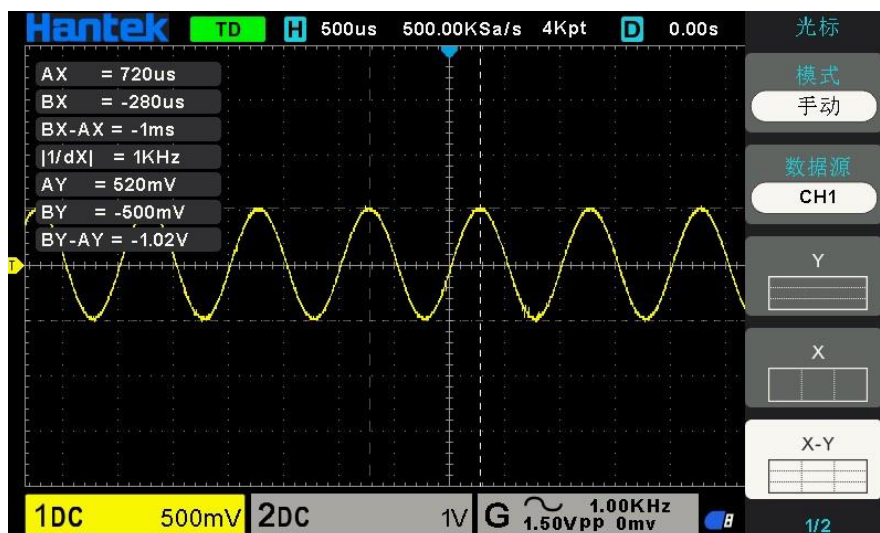 Hantek TD H 500us 500.00KSa/s 4Kpt D 0.00s
AX = 720us
BX = -280us
BX-AX = -1ms
|1/dX| = 1KHz
AY = 520mV
BY = -500mV
BY-AY = -1.02V
T
光标
模式
手动
数据源
CH1
Y
X
X-Y
1/2
1DC 500mV 2DC 1V G 1.00KHz
1.50Vpp 0mv